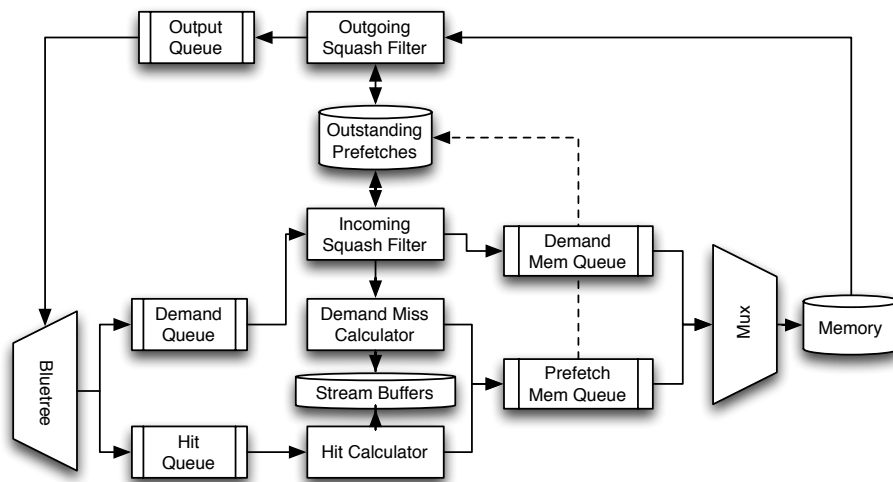 Output
Queue
Outgoing
Squash Filter
Outstanding
Prefetches
Incoming
Squash Filter
Demand
Mem Queue
Demand
Queue
Demand Miss
Calculator
Mux
Memory
Bluetree
Stream Buffers
Prefetch
Mem Queue
Hit
Queue
Hit Calculator